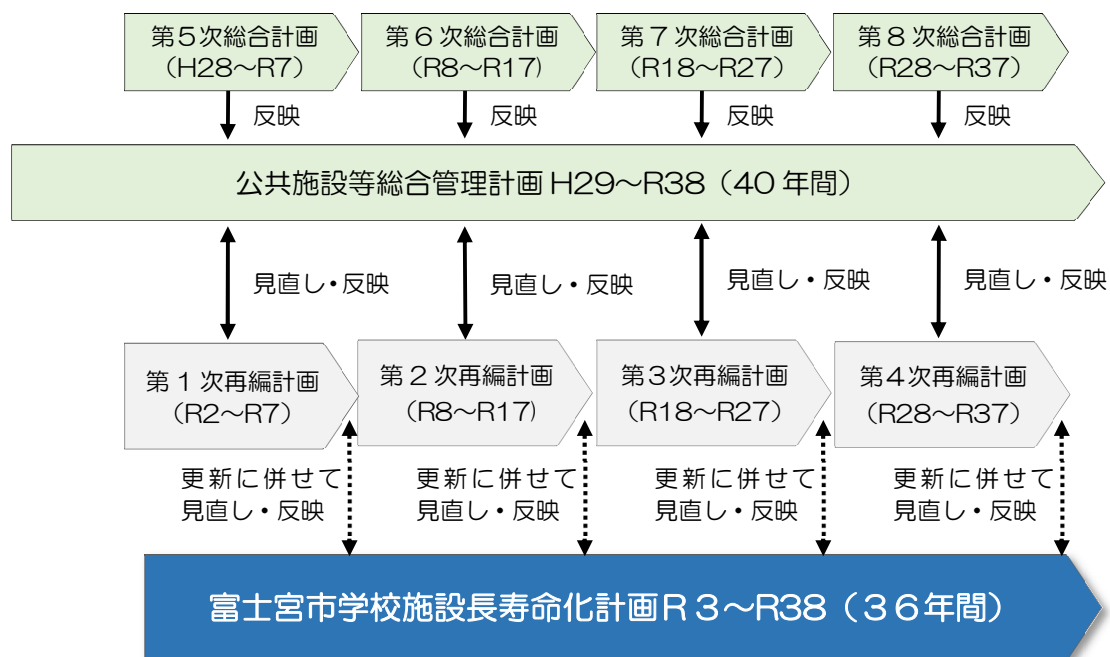 第5次総合計画
（H28～R7）
第6次総合計画
（R8～R17)
第7次総合計画
（R18～R27）
第8次総合計画
（R28～R37）
反映
反映
反映
反映
公共施設等総合管理計画H29～R38（40年間）
見直し・反映
見直し・反映
見直し・反映
見直し・反映
第1次再編計画
（R2～R7）
第2次再編計画
（R8～R17)
第3次再編計画
（R18～R27）
第4次再編計画
（R28～R37）
更新に併せて
見直し・反映
更新に併せて
見直し・反映
更新に併せて
見直し・反映
更新に併せて
見直し・反映
富士宮市学校施設長寿命化計画R3～R38（36年間）